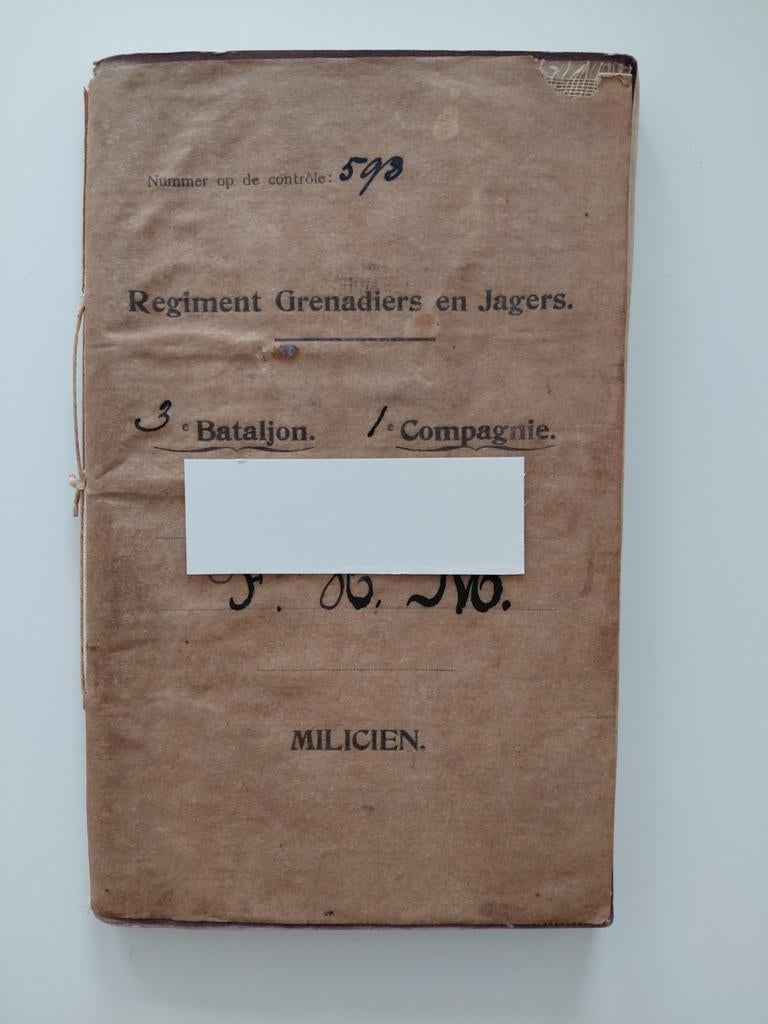 Nummer op de contrôle: 593
Regiment Grenadiers en Jagers.
3e Bataljon. 1e Compagnie.
F. H. M.
MILICIEN.